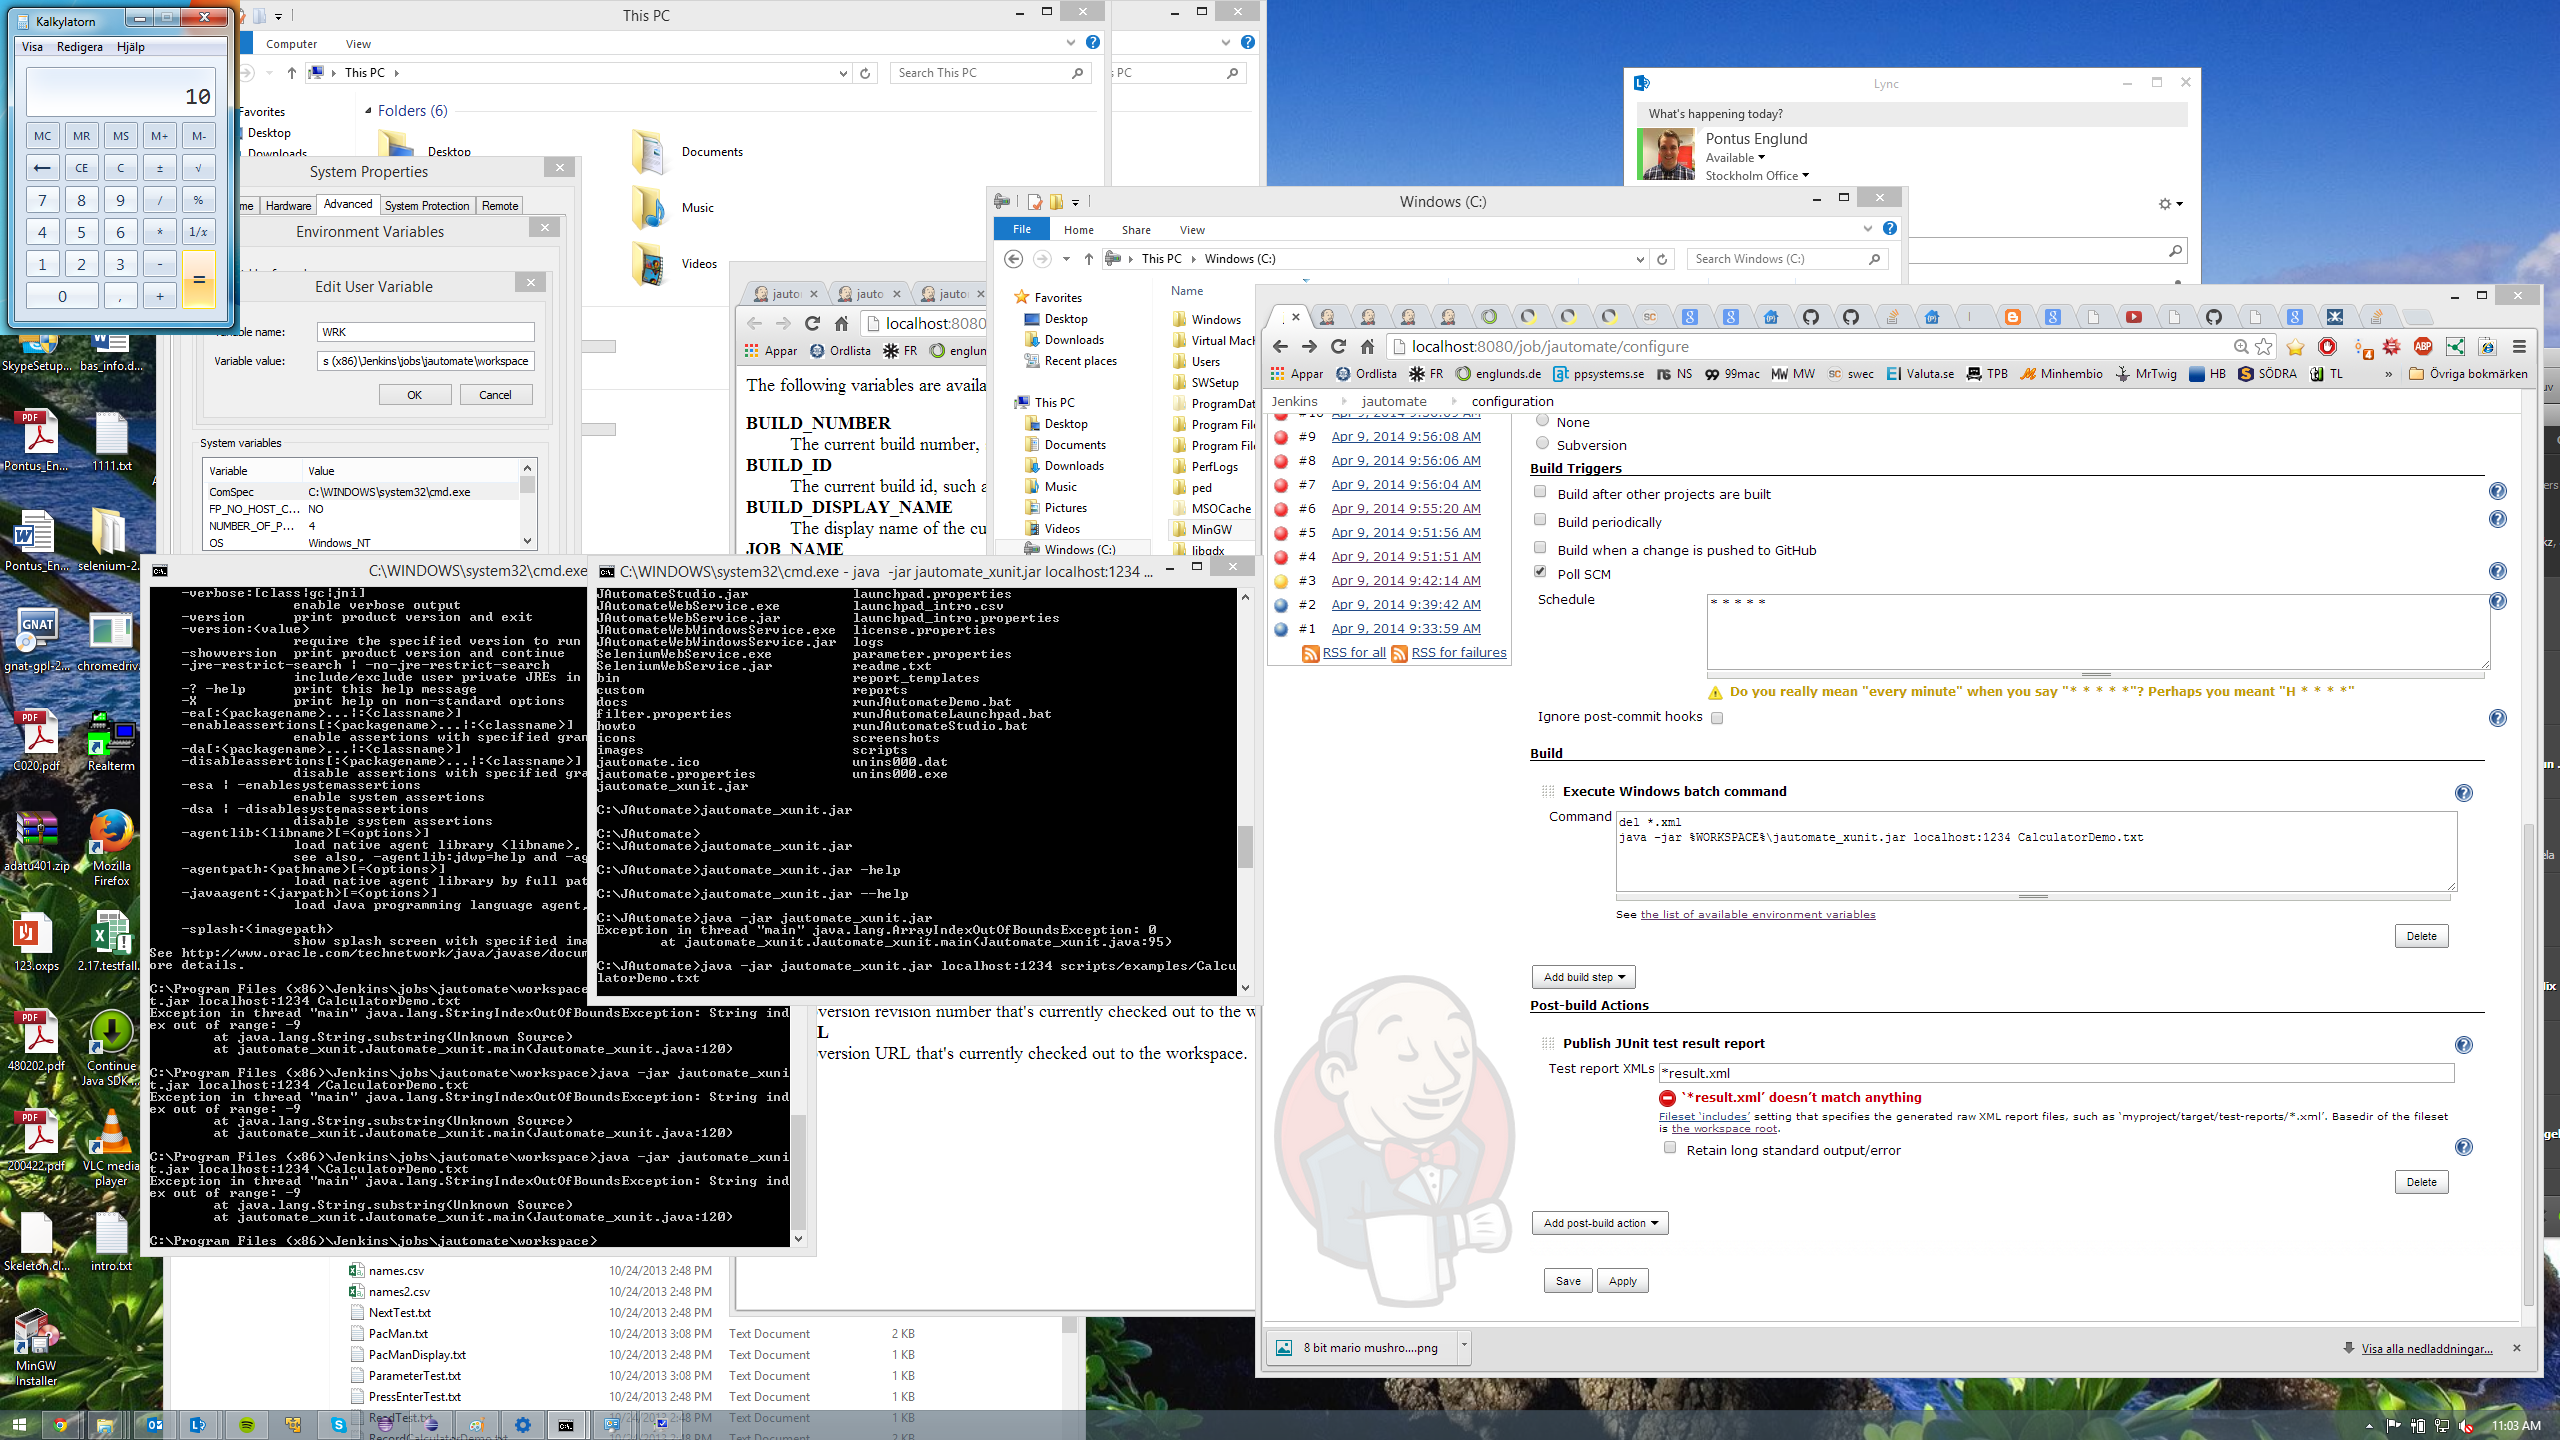 Kalkylatorn
Visa Redigera Hjälp
10
MC MR MS M+ M-
← CE C ± √
7 8 9 / %
4 5 6 * 1/x
1 2 3 - =
0 , +
This PC
Computer View
This PC
Search This PC
Favorites
Desktop
Downloads
Folders (6)
Desktop
Documents
Music
Videos
System Properties
Hardware Advanced System Protection Remote
Environment Variables
Edit User Variable
Variable name: WRK
Variable value: s (x86)\Jenkins\jobs\jautomate\workspace
OK Cancel
System variables
Variable Value
ComSpec C:\WINDOWS\system32\cmd.exe
FP_NO_HOST_C... NO
NUMBER_OF_P... 4
OS Windows_NT
localhost:8080
Appar Ordlista FR englund
The following variables are availa
BUILD_NUMBER
The current build number,
BUILD_ID
The current build id, such a
BUILD_DISPLAY_NAME
The display name of the cu
JOB_NAME
version revision number that's currently checked out to the w
L
version URL that's currently checked out to the workspace.
Windows (C:)
File Home Share View
This PC Windows (C:)
Search Windows (C:)
Favorites
Desktop
Downloads
Recent places
This PC
Desktop
Documents
Downloads
Music
Pictures
Videos
Windows (C:)
Name
Windows
Virtual Mach
Users
SWSetup
ProgramDat
Program File
Program File
PerfLogs
ped
MSOCache
MinGW
libgdx
Lync
What's happening today?
Pontus Englund
Available
Stockholm Office
C:\WINDOWS\system32\cmd.exe
-verbose:[class|gc|jni]
enable verbose output
-version print product version and exit
-version:<value>
require the specified version to run
-showversion print product version and continue
-jre-restrict-search | -no-jre-restrict-search
include/exclude user private JREs in
-? -help print this help message
-X print help on non-standard options
-ea[:<packagename>...|:<classname>]
-enableassertions[:<packagename>...|:<classname>]
enable assertions with specified gran
-da[:<packagename>...|:<classname>]
-disableassertions[:<packagename>...|:<classname>]
disable assertions with specified gra
-esa | -enablesystemassertions
enable system assertions
-dsa | -disablesystemassertions
disable system assertions
-agentlib:<libname>[=<options>]
load native agent library <libname>,
see also, -agentlib:jdwp=help and -ag
-agentpath:<pathname>[=<options>]
load native agent library by full pat
-javaagent:<jarpath>[=<options>]
load Java programming language agent,
-splash:<imagepath>
show splash screen with specified ima
See http://www.oracle.com/technetwork/java/javase/docum
ore details.
C:\Program Files (x86)\Jenkins\jobs\jautomate\workspace
t.jar localhost:1234 CalculatorDemo.txt
Exception in thread "main" java.lang.StringIndexOutOfBoundsException: String ind
ex out of range: -9
at java.lang.String.substring(Unknown Source)
at jautomate_xunit.Jautomate_xunit.main(Jautomate_xunit.java:120)
C:\Program Files (x86)\Jenkins\jobs\jautomate\workspace>java -jar jautomate_xuni
t.jar localhost:1234 /CalculatorDemo.txt
Exception in thread "main" java.lang.StringIndexOutOfBoundsException: String ind
ex out of range: -9
at java.lang.String.substring(Unknown Source)
at jautomate_xunit.Jautomate_xunit.main(Jautomate_xunit.java:120)
C:\Program Files (x86)\Jenkins\jobs\jautomate\workspace>java -jar jautomate_xuni
t.jar localhost:1234 \CalculatorDemo.txt
Exception in thread "main" java.lang.StringIndexOutOfBoundsException: String ind
ex out of range: -9
at java.lang.String.substring(Unknown Source)
at jautomate_xunit.Jautomate_xunit.main(Jautomate_xunit.java:120)
C:\Program Files (x86)\Jenkins\jobs\jautomate\workspace>
C:\WINDOWS\system32\cmd.exe - java -jar jautomate_xunit.jar localhost:1234 ...
JAutomateStudio.jar launchpad.properties
JAutomateWebService.exe launchpad_intro.csv
JAutomateWebService.jar launchpad_intro.properties
JAutomateWebWindowsService.exe license.properties
JAutomateWebWindowsService.jar logs
SeleniumWebService.exe parameter.properties
SeleniumWebService.jar readme.txt
bin report_templates
custom reports
docs runJAutomateDemo.bat
filter.properties runJAutomateLaunchpad.bat
howto runJAutomateStudio.bat
icons screenshots
images scripts
jautomate.ico unins000.dat
jautomate.properties unins000.exe
jautomate_xunit.jar
C:\JAutomate>jautomate_xunit.jar
C:\JAutomate>
C:\JAutomate>jautomate_xunit.jar
C:\JAutomate>jautomate_xunit.jar -help
C:\JAutomate>jautomate_xunit.jar --help
C:\JAutomate>java -jar jautomate_xunit.jar
Exception in thread "main" java.lang.ArrayIndexOutOfBoundsException: 0
at jautomate_xunit.Jautomate_xunit.main(Jautomate_xunit.java:95)
C:\JAutomate>java -jar jautomate_xunit.jar localhost:1234 scripts/examples/Calcu
latorDemo.txt
localhost:8080/job/jautomate/configure
Appar Ordlista FR englunds.de ppsystems.se NS 99mac MW swec Valuta.se TPB Minhembio MrTwig HB SÖDRA TL » Övriga bokmärken
Jenkins jautomate configuration
#10 Apr 9, 2014 9:56:09 AM
#9 Apr 9, 2014 9:56:08 AM
#8 Apr 9, 2014 9:56:06 AM
#7 Apr 9, 2014 9:56:04 AM
#6 Apr 9, 2014 9:55:20 AM
#5 Apr 9, 2014 9:51:56 AM
#4 Apr 9, 2014 9:51:51 AM
#3 Apr 9, 2014 9:42:14 AM
#2 Apr 9, 2014 9:39:42 AM
#1 Apr 9, 2014 9:33:59 AM
RSS for all RSS for failures
None
Subversion
Build Triggers
Build after other projects are built
Build periodically
Build when a change is pushed to GitHub
Poll SCM
Schedule
* * * * *
Do you really mean "every minute" when you say "* * * * *"? Perhaps you meant "H * * * *"
Ignore post-commit hooks
Build
Execute Windows batch command
Command
del *.xml
java -jar %WORKSPACE%\jautomate_xunit.jar localhost:1234 CalculatorDemo.txt
See the list of available environment variables
Delete
Add build step
Post-build Actions
Publish JUnit test result report
Test report XMLs *result.xml
‘*result.xml’ doesn’t match anything
Fileset ‘includes’ setting that specifies the generated raw XML report files, such as ‘myproject/target/test-reports/*.xml’. Basedir of the fileset
is the workspace root.
Retain long standard output/error
Delete
Add post-build action
Save Apply
8 bit mario mushro....png
Visa alla nedladdningar...
SkypeSetup... bas_info.d...
Pontus_En... 1111.txt
Pontus_En... selenium-2...
gnat-gpl-2... chromedriv...
C020.pdf Realterm
adatu401.zip Mozilla Firefox
123.oxps 2.17.testfall...
480202.pdf Continue Java SDK ...
200422.pdf VLC media player
Skeleton.cl... intro.txt
MinGW Installer
names.csv 10/24/2013 2:48 PM
names2.csv 10/24/2013 2:48 PM
NextTest.txt 10/24/2013 2:48 PM
PacMan.txt 10/24/2013 3:08 PM Text Document 2 KB
PacManDisplay.txt 10/24/2013 2:48 PM Text Document 1 KB
ParameterTest.txt 10/24/2013 3:08 PM Text Document 1 KB
PressEnterTest.txt 10/24/2013 2:48 PM Text Document 1 KB
ReadTest.txt 10/24/2013 2:48 PM Text Document 1 KB
11:03 AM